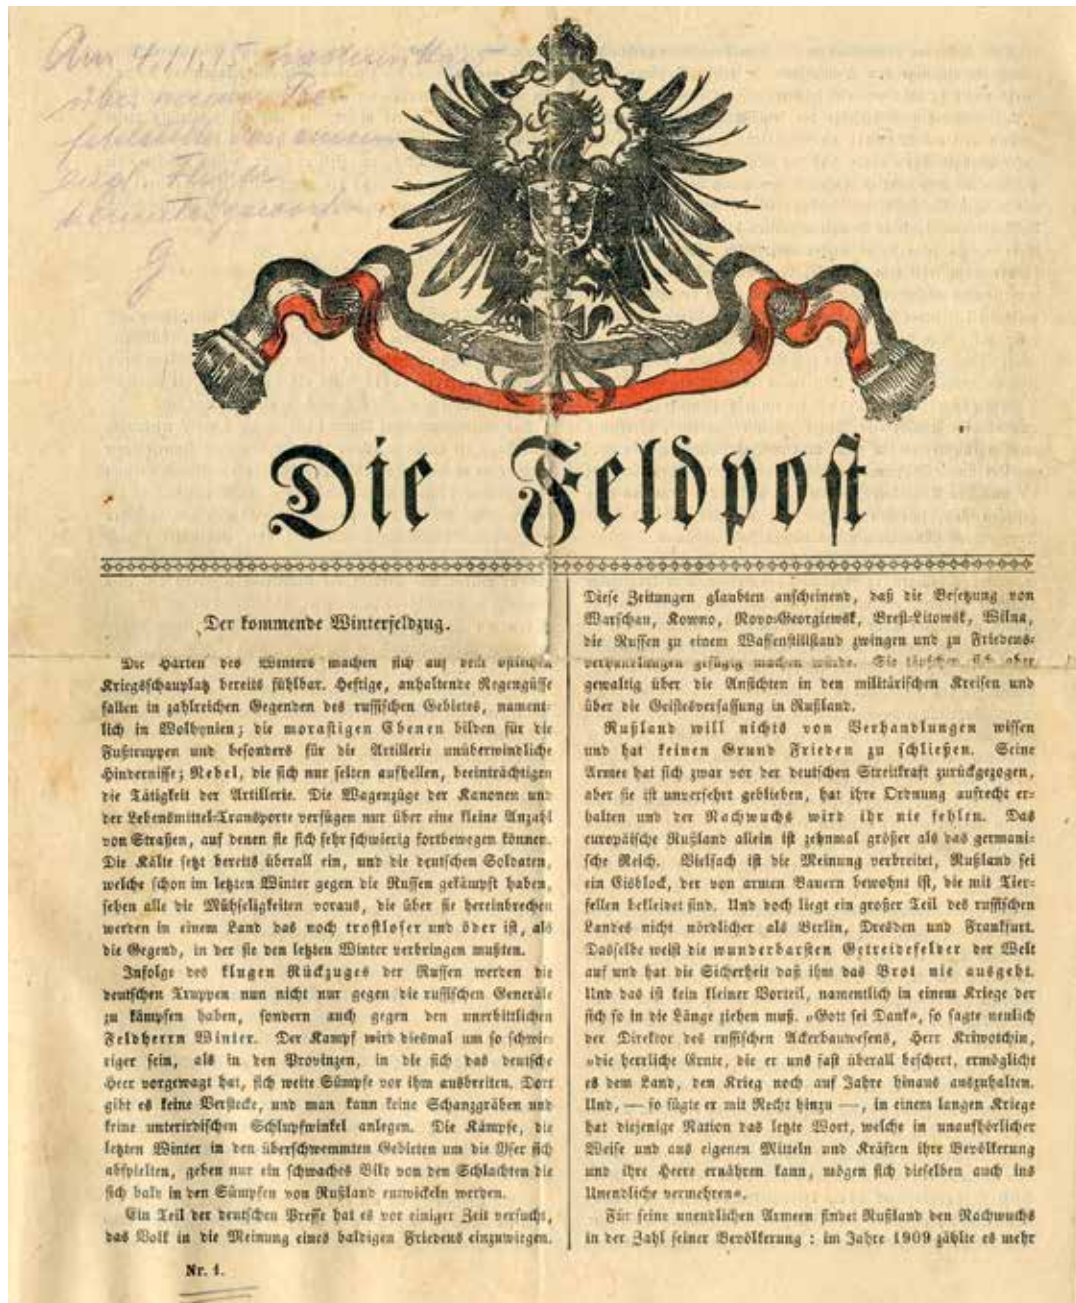 Am 4.11.15
über meiner Be-
von einem
engl. Flieger
Die Feldpost
Der kommende Winterfeldzug.
Die Härten des Winters machen sich auf dem östlichen
Kriegsschauplatz bereits fühlbar. Heftige, anhaltende Regengüsse
fallen in zahlreichen Gegenden des russischen Gebietes, nament-
lich in Wolhynien; die morastigen Ebenen bilden für die
Fußtruppen und besonders für die Artillerie unüberwindliche
Hindernisse; Nebel, die sich nur selten aufhellen, beeinträchtigen
die Tätigkeit der Artillerie. Die Wagenzüge der Kanonen und
der Lebensmittel-Transporte verfügen nur über eine kleine Anzahl
von Straßen, auf denen sie sich sehr schwierig fortbewegen können.
Die Kälte setzt bereits überall ein, und die deutschen Soldaten,
welche schon im letzten Winter gegen die Russen gekämpft haben,
sehen alle die Mühseligkeiten voraus, die über sie hereinbrechen
werden in einem Land das noch trostloser und öder ist, als
die Gegend, in der sie den letzten Winter verbringen mußten.
Infolge des klugen Rückzuges der Russen werden die
deutschen Truppen nun nicht nur gegen die russischen Generäle
zu kämpfen haben, sondern auch gegen den unerbittlichen
Feldherrn Winter. Der Kampf wird diesmal um so schwie-
riger sein, als in den Provinzen, in die sich das deutsche
Heer vorgewagt hat, sich weite Sümpfe vor ihm ausbreiten. Dort
gibt es keine Verstecke, und man kann keine Schanzgräben und
keine unterirdischen Schlupfwinkel anlegen. Die Kämpfe, die
letzten Winter in den überschwemmten Gebieten um die Yser sich
abspielten, geben nur ein schwaches Bild von den Schlachten die
sich bald in den Sümpfen von Rußland entwickeln werden.
Ein Teil der deutschen Presse hat es vor einiger Zeit versucht,
das Volk in die Meinung eines baldigen Friedens einzuwiegen.
Diese Zeitungen glaubten anscheinend, daß die Besetzung von
Warschau, Kowno, Novo-Georgiewsk, Brest-Litowsk, Wilna,
die Russen zu einem Waffenstillstand zwingen und zu Friedens-
verhandlungen gefügig machen würde. Sie täuschen sich aber
gewaltig über die Ansichten in den militärischen Kreisen und
über die Geistesverfassung in Rußland.
Rußland will nichts von Verhandlungen wissen
und hat keinen Grund Frieden zu schließen. Seine
Armee hat sich zwar vor der deutschen Streitkraft zurückgezogen,
aber sie ist unversehrt geblieben, hat ihre Ordnung aufrecht er-
halten und der Nachwuchs wird ihr nie fehlen. Das
europäische Rußland allein ist zehnmal größer als das germani-
sche Reich. Vielfach ist die Meinung verbreitet, Rußland sei
ein Eisblock, der von armen Bauern bewohnt ist, die mit Tier-
fellen bekleidet sind. Und doch liegt ein großer Teil des russischen
Landes nicht nördlicher als Berlin, Dresden und Frankfurt.
Dasselbe weist die wunderbarsten Getreidefelder der Welt
auf und hat die Sicherheit daß ihm das Brot nie ausgeht.
Und das ist kein kleiner Vorteil, namentlich in einem Kriege der
sich so in die Länge ziehen muß. »Gott sei Dank«, so sagte neulich
der Direktor des russischen Ackerbauwesens, Herr Kriwotchin,
»die herrliche Ernte, die er uns fast überall beschert, ermöglicht
es dem Land, den Krieg noch auf Jahre hinaus auszuhalten.
Und, — so fügte er mit Recht hinzu —, in einem langen Kriege
hat diejenige Nation das letzte Wort, welche in unaufhörlicher
Weise und aus eigenen Mitteln und Kräften ihre Bevölkerung
und ihre Heere ernähren kann, mögen sich dieselben auch ins
Unendliche vermehren«.
Für seine unendlichen Armeen findet Rußland den Nachwuchs
in der Zahl seiner Bevölkerung : im Jahre 1909 zählte es mehr
Nr. 1.